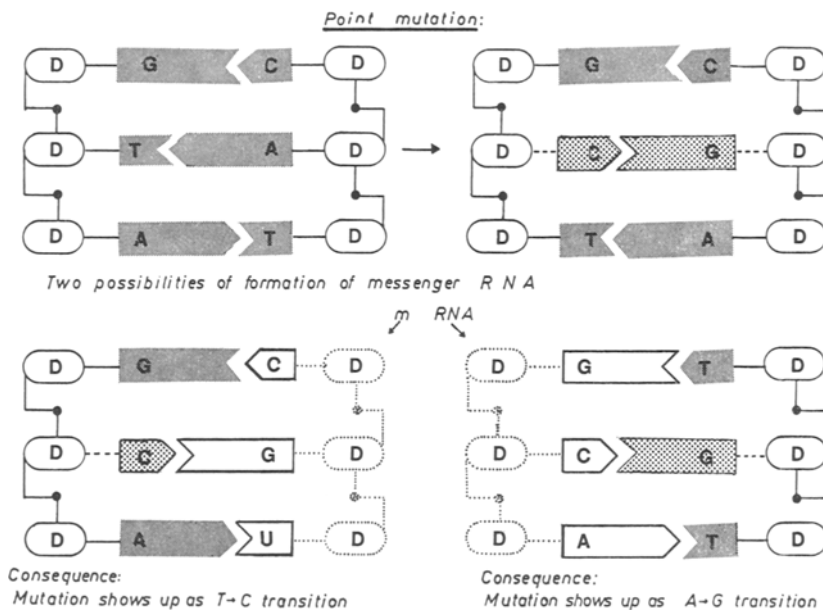 Point mutation:
D G C D D G C D
D T A D D C G D
D A T D D T A D
Two possibilities of formation of messenger RNA
m RNA
D G C D D G T D
D C G D D C G D
D A U D D A T D
Consequence:
Mutation shows up as T→C transition
Consequence:
Mutation shows up as A→G transition